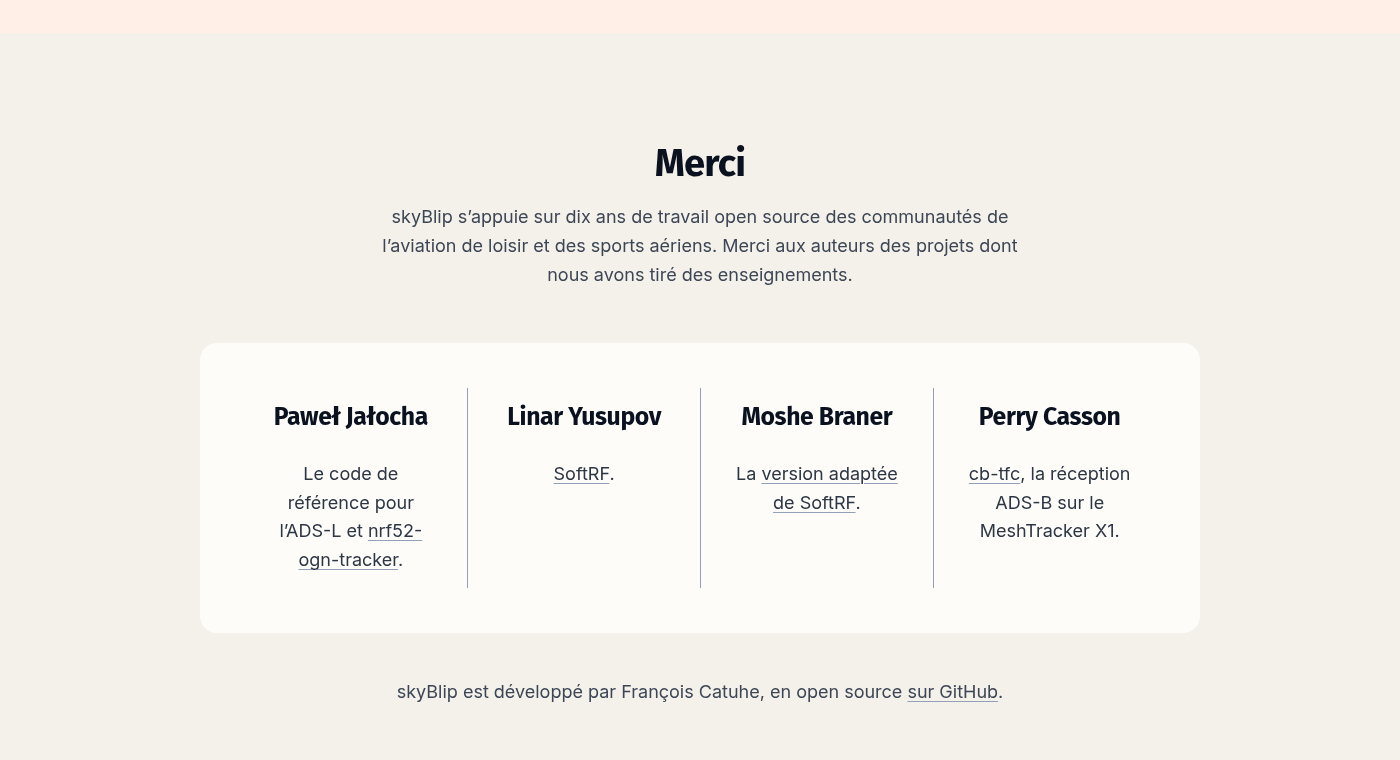 Merci
skyBlip s’appuie sur dix ans de travail open source des communautés de
l’aviation de loisir et des sports aériens. Merci aux auteurs des projets dont
nous avons tiré des enseignements.
Paweł Jałocha
Le code de
référence pour
l’ADS-L et nrf52-
ogn-tracker.
Linar Yusupov
SoftRF.
Moshe Braner
La version adaptée
de SoftRF.
Perry Casson
cb-tfc, la réception
ADS-B sur le
MeshTracker X1.
skyBlip est développé par François Catuhe, en open source sur GitHub.